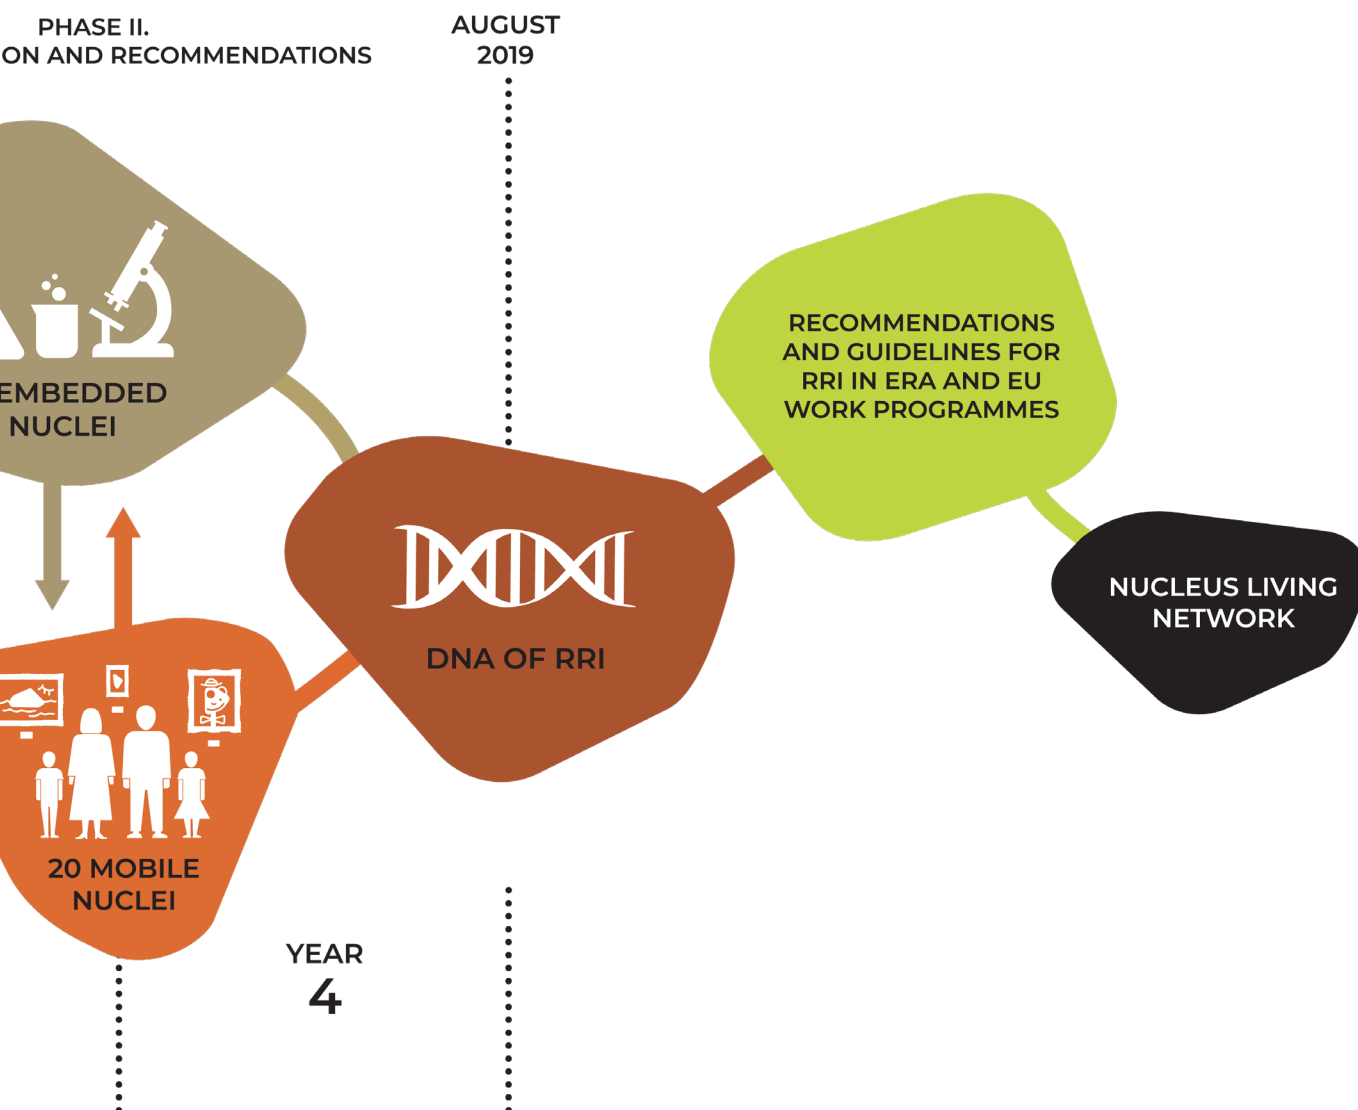 PHASE II.
ON AND RECOMMENDATIONS
AUGUST
2019
EMBEDDED
NUCLEI
RECOMMENDATIONS
AND GUIDELINES FOR
RRI IN ERA AND EU
WORK PROGRAMMES
NUCLEUS LIVING
NETWORK
DNA OF RRI
20 MOBILE
NUCLEI
YEAR
4